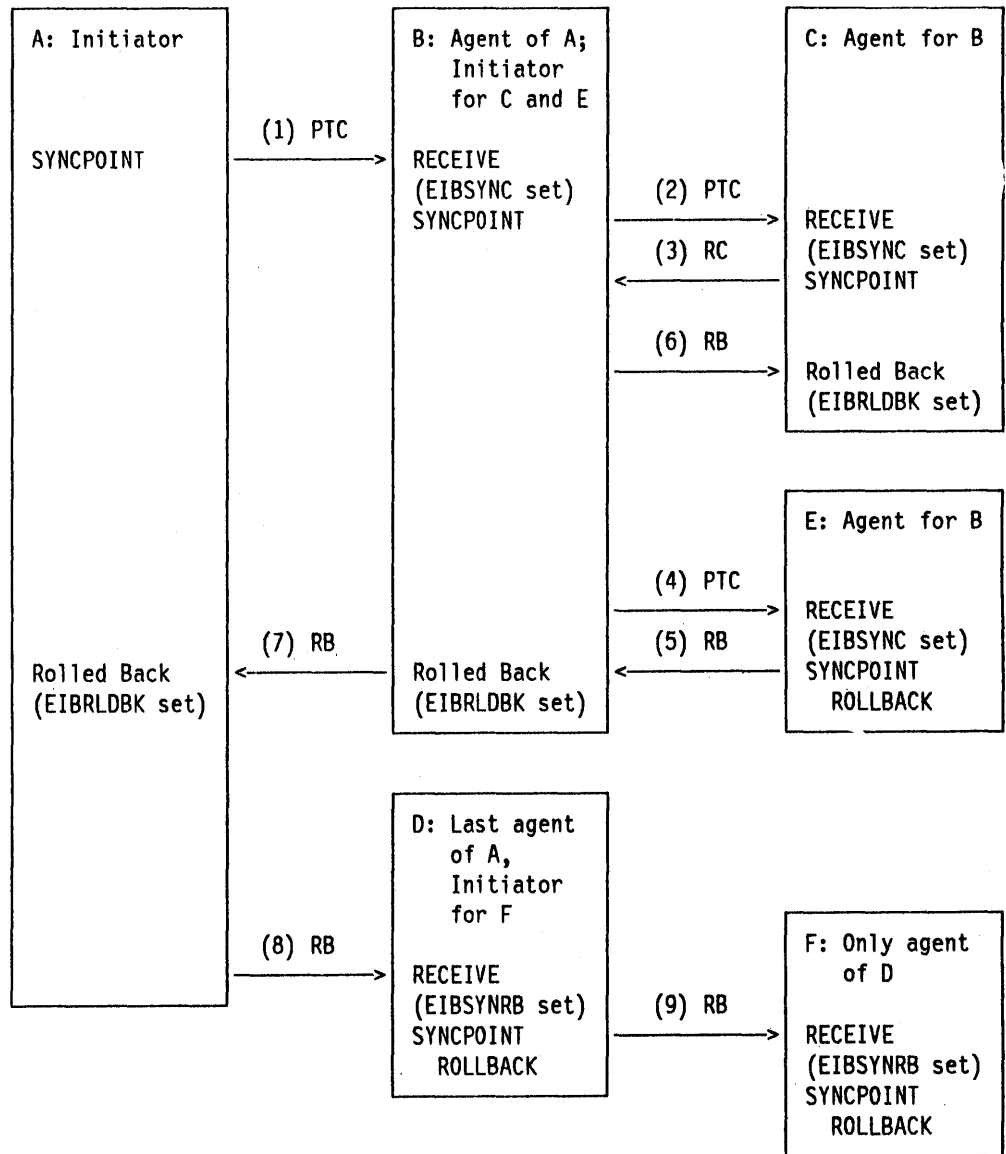 A: Initiator
SYNCPOINT
Rolled Back
(EIBRLDBK set)
(1) PTC
B: Agent of A;
Initiator
for C and E
RECEIVE
(EIBSYNC set)
SYNCPOINT
Rolled Back
(EIBRLDBK set)
(2) PTC
(3) RC
(6) RB
C: Agent for B
RECEIVE
(EIBSYNC set)
SYNCPOINT
Rolled Back
(EIBRLDBK set)
(4) PTC
(5) RB
E: Agent for B
RECEIVE
(EIBSYNC set)
SYNCPOINT
ROLLBACK
(7) RB
(8) RB
D: Last agent
of A,
Initiator
for F
RECEIVE
(EIBSYNRB set)
SYNCPOINT
ROLLBACK
(9) RB
F: Only agent
of D
RECEIVE
(EIBSYNRB set)
SYNCPOINT
ROLLBACK